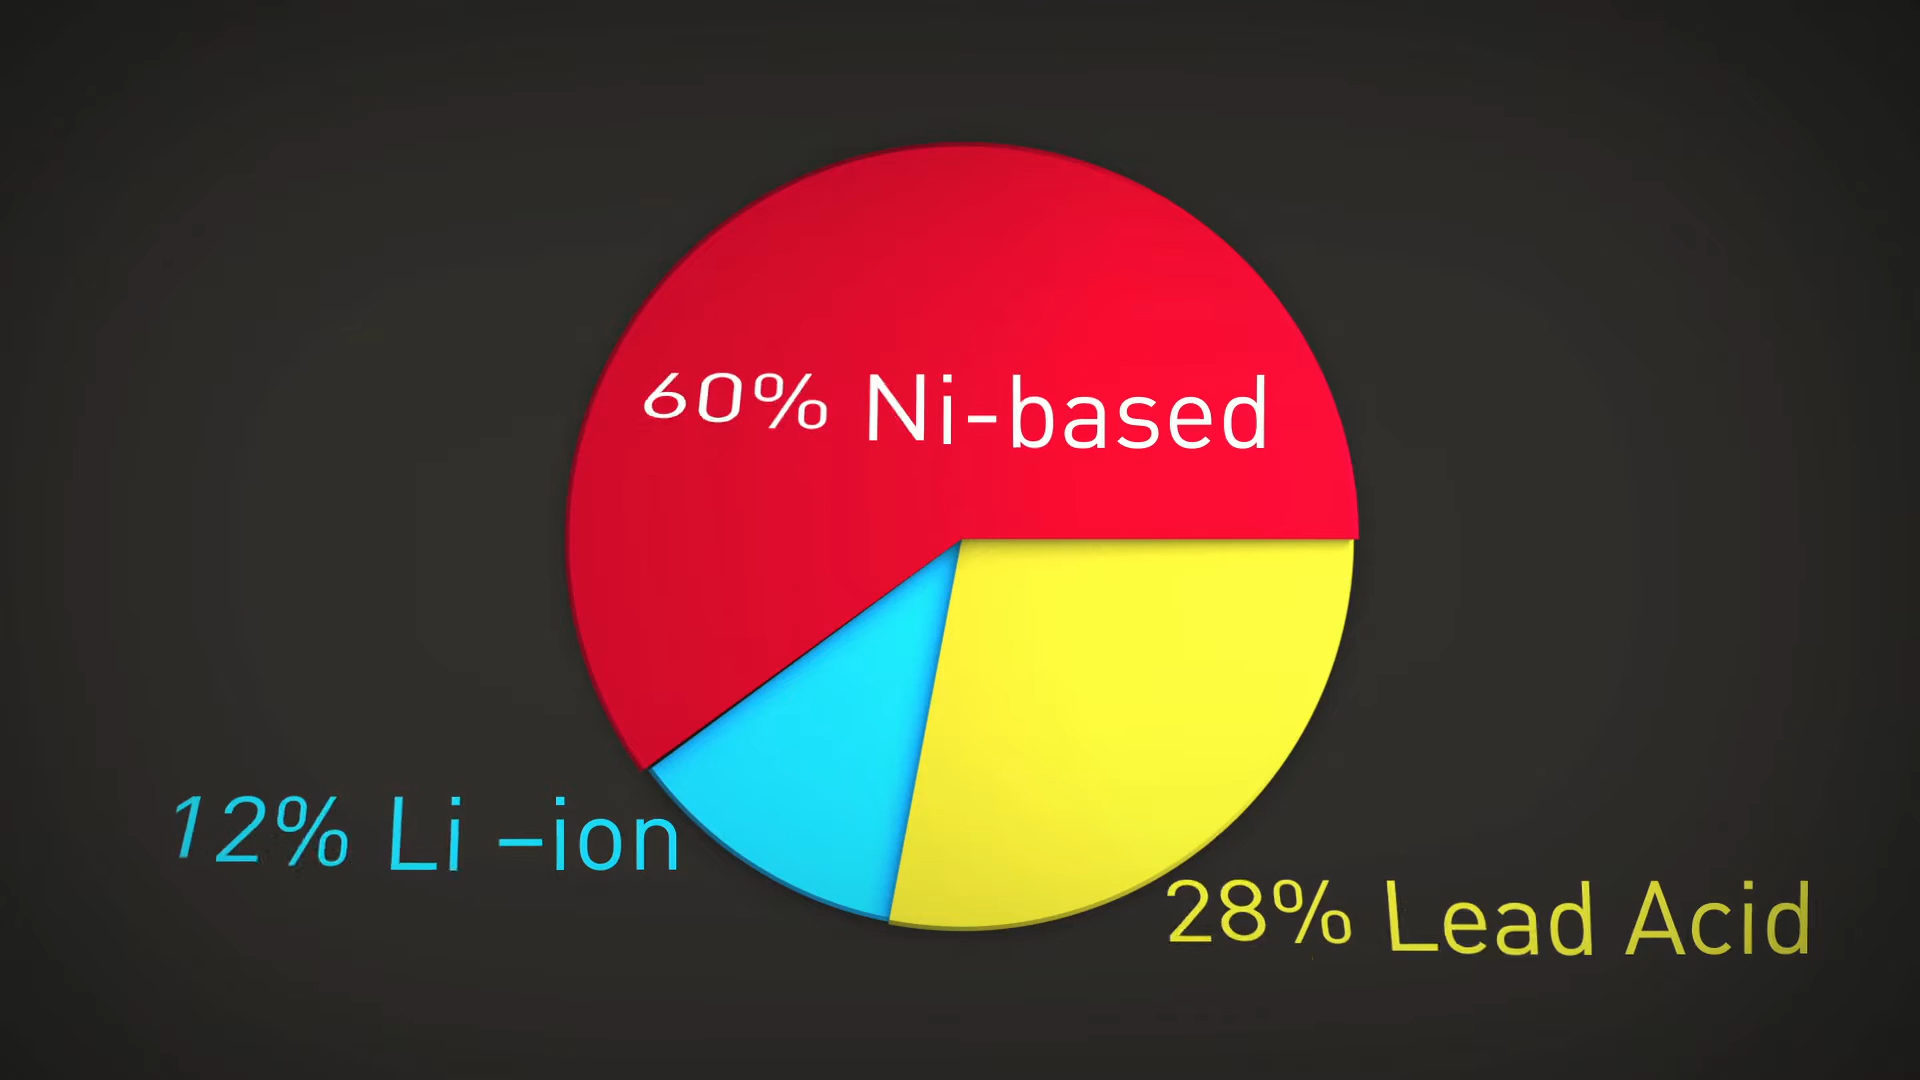 60% Ni-based
12% Li –ion
28% Lead Acid